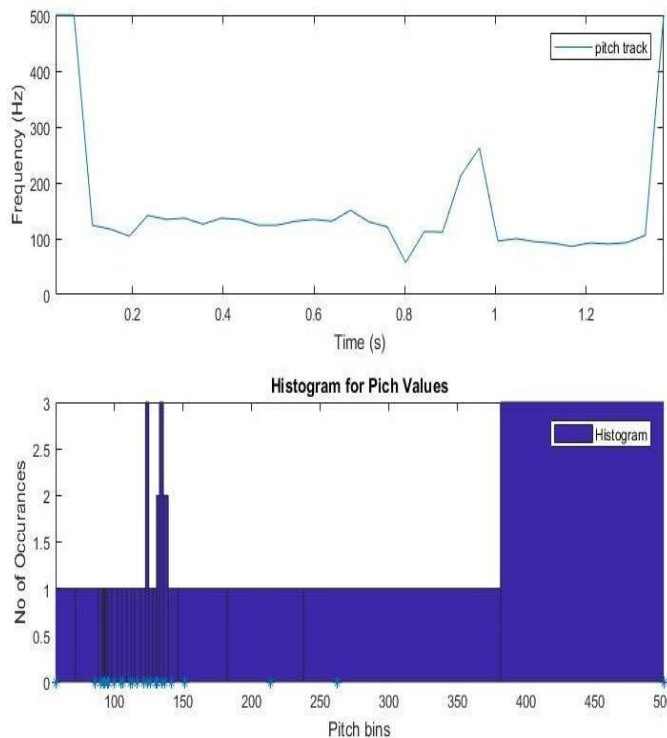 500
400
300
200
100
0
Frequency (Hz)
pitch track
0.2 0.4 0.6 0.8 1 1.2
Time (s)
Histogram for Pich Values
3
2.5
2
1.5
1
0.5
0
No of Occurances
Histogram
100 150 200 250 300 350 400 450 50
Pitch bins